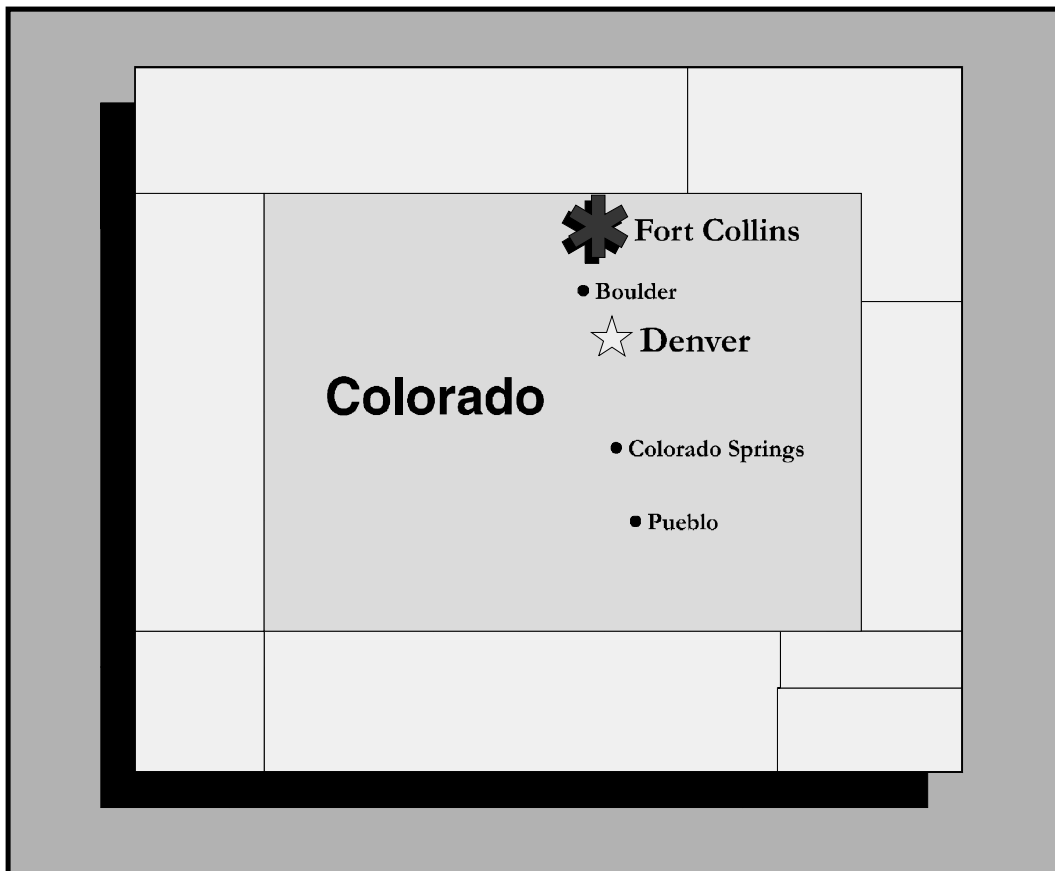 Fort Collins
Boulder
Denver
Colorado
Colorado Springs
Pueblo